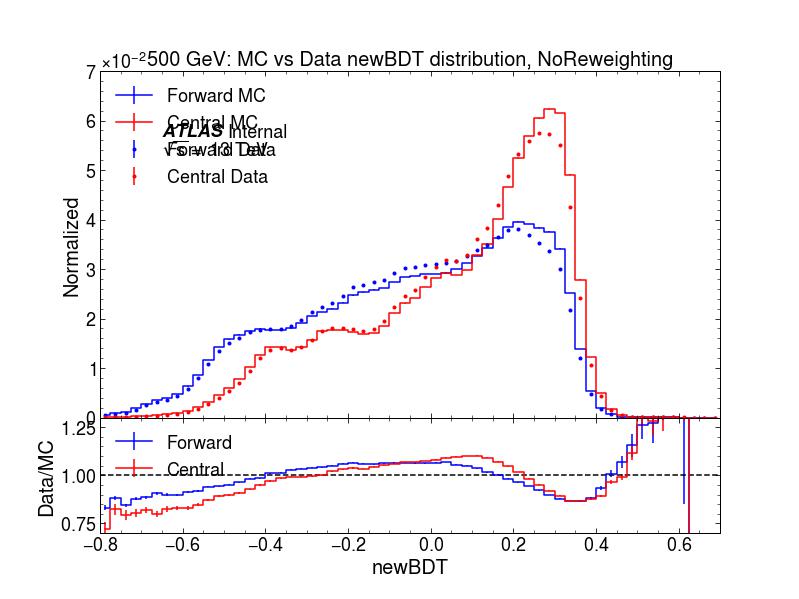 ×10⁻² 500 GeV: MC vs Data newBDT distribution, NoReweighting
7
6
5
4
3
2
1
0
Normalized
Forward MC
Central MC
ATLAS Internal
√s = 13 TeV
Forward Data
Central Data
1.25
1.00
0.75
Data/MC
Forward
Central
−0.8 −0.6 −0.4 −0.2 0.0 0.2 0.4 0.6
newBDT